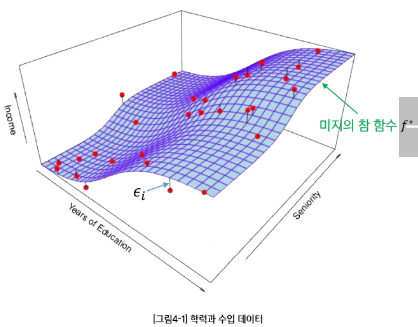 Income
미지의 참 함수 f*
ϵi
Years of Education
Seniority
[그림4-1] 학력과 수입 데이터